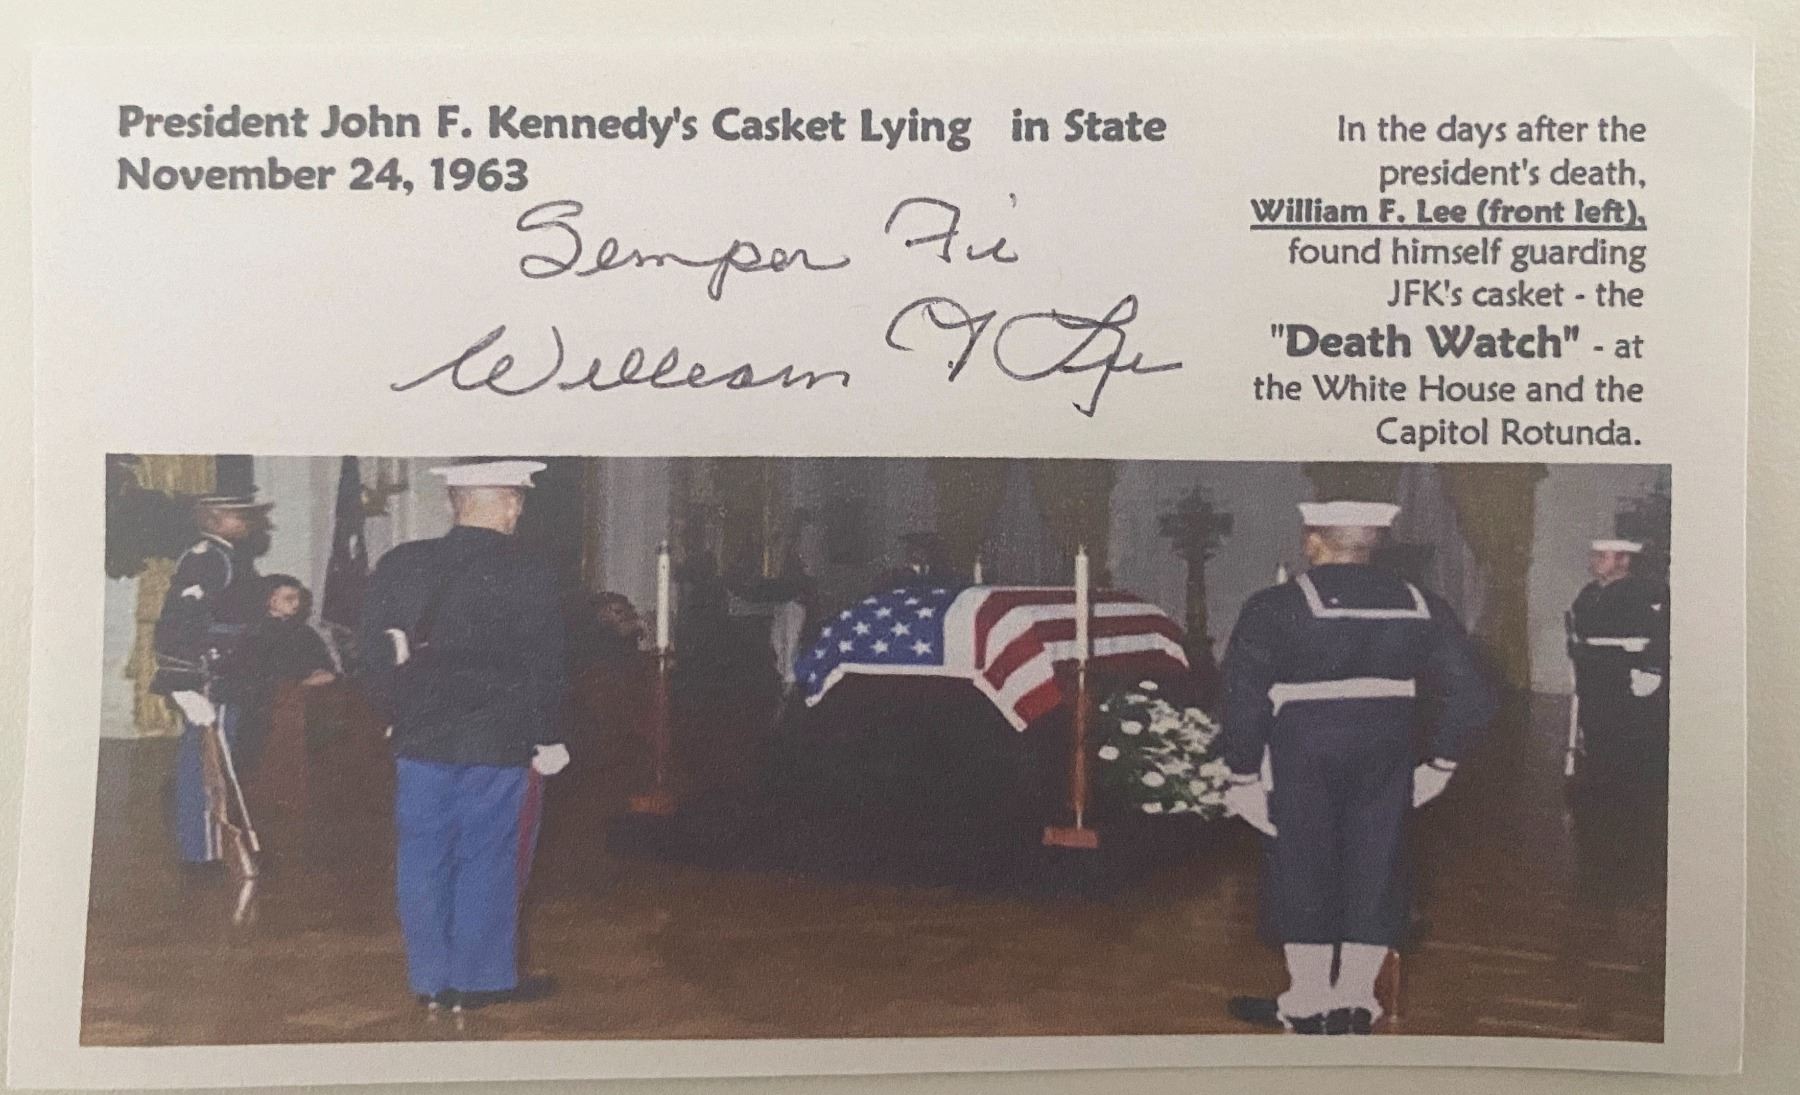 President John F. Kennedy's Casket Lying in State
November 24, 1963
Semper Fi
William F Lee
In the days after the
president's death,
William F. Lee (front left),
found himself guarding
JFK's casket - the
"Death Watch" - at
the White House and the
Capitol Rotunda.